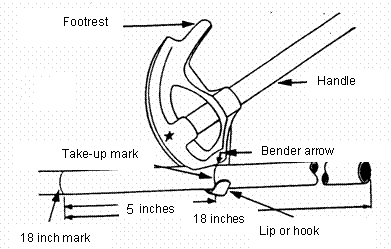 Footrest
Handle
Take-up mark
Bender arrow
5 inches
18 inches
18 inch mark
Lip or hook